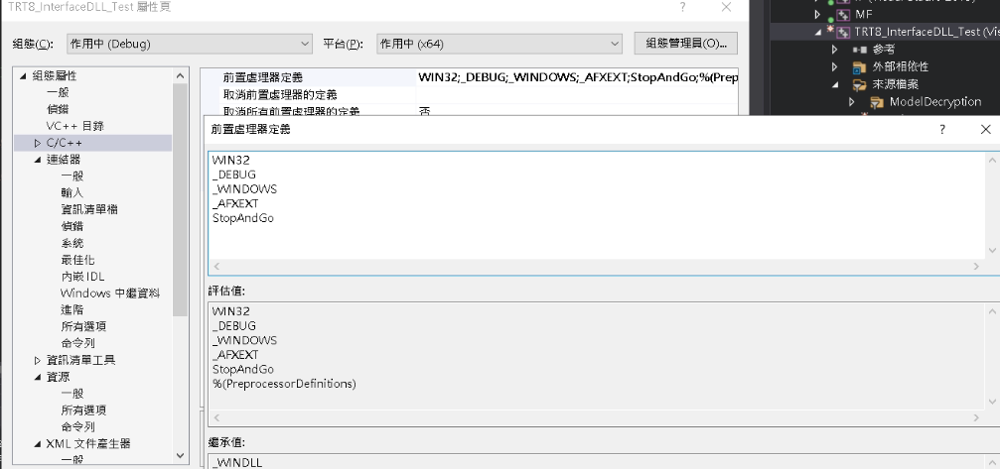 TRT8_InterfaceDLL_Test 屬性頁
組態(C):
作用中 (Debug)
平台(P):
作用中 (x64)
組態管理員(O)...
組態屬性
一般
偵錯
VC++ 目錄
C/C++
連結器
一般
輸入
資訊清單檔
偵錯
系統
最佳化
內嵌 IDL
Windows 中繼資料
進階
所有選項
命令列
資訊清單工具
資源
一般
所有選項
命令列
XML 文件產生器
一般
前置處理器定義 WIN32;_DEBUG;_WINDOWS;_AFXEXT;StopAndGo;%(Prep
取消前置處理器的定義
取消所有前置處理器的定義 否
前置處理器定義
WIN32
_DEBUG
_WINDOWS
_AFXEXT
StopAndGo
評估值:
WIN32
_DEBUG
_WINDOWS
_AFXEXT
StopAndGo
%(PreprocessorDefinitions)
繼承值:
_WINDLL
MF
TRT8_InterfaceDLL_Test (Vis
參考
外部相依性
來源檔案
ModelDecryption